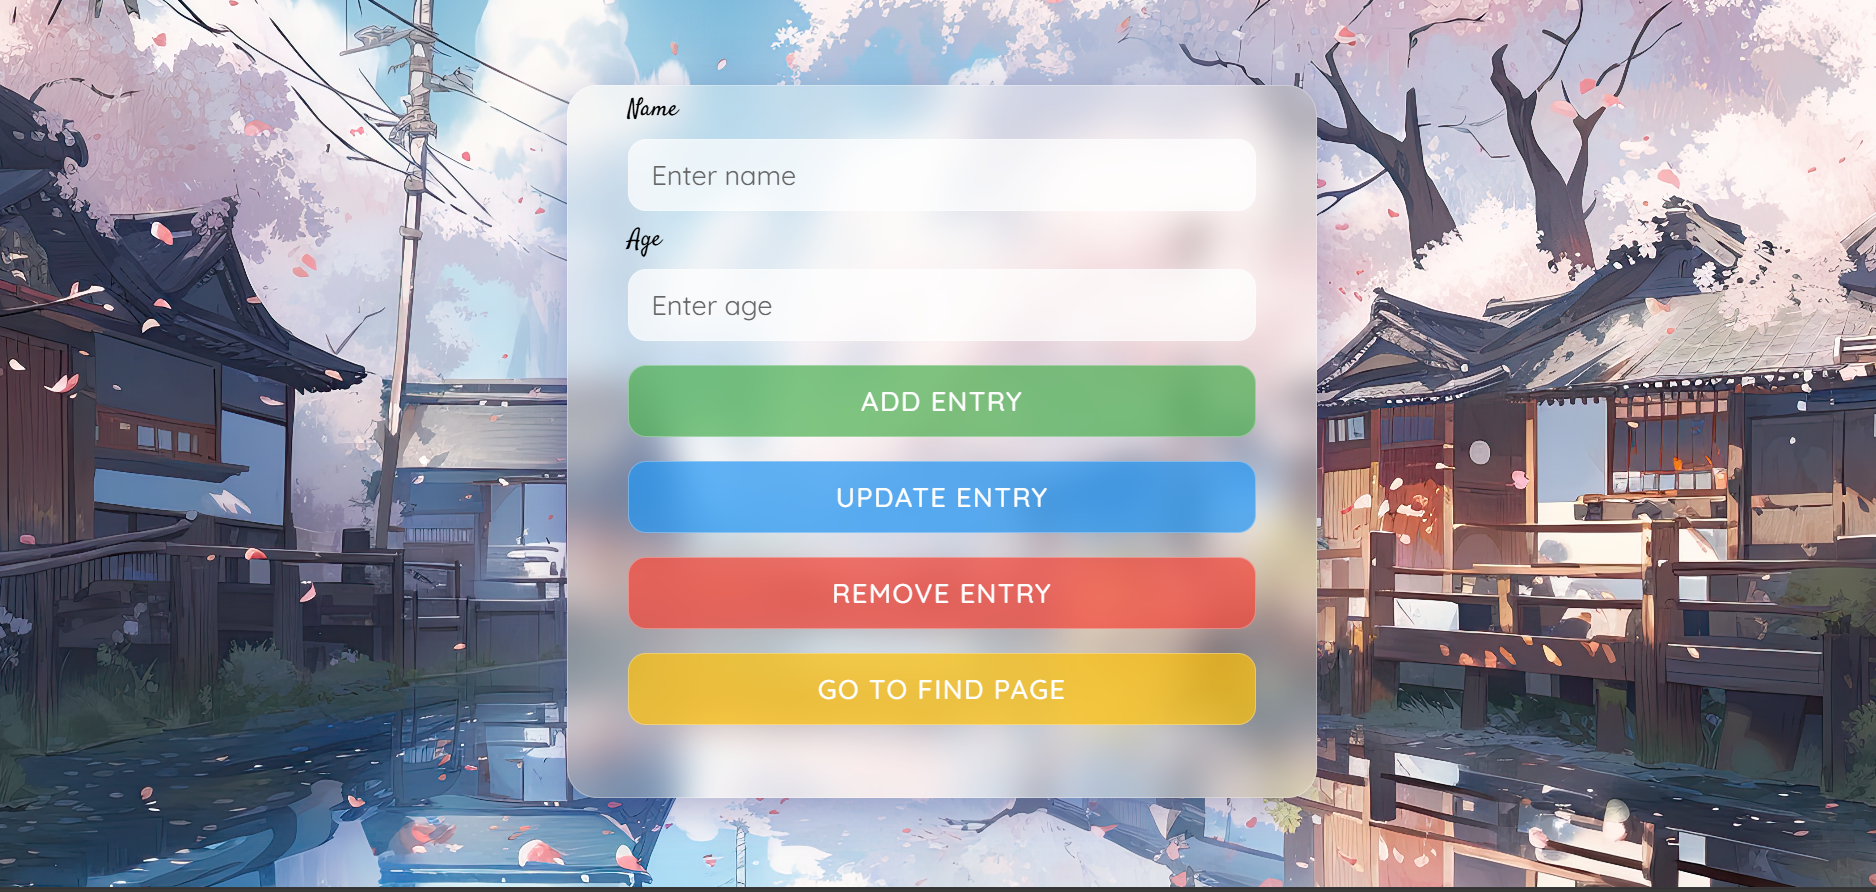 Name
Enter name
Age
Enter age
ADD ENTRY
UPDATE ENTRY
REMOVE ENTRY
GO TO FIND PAGE